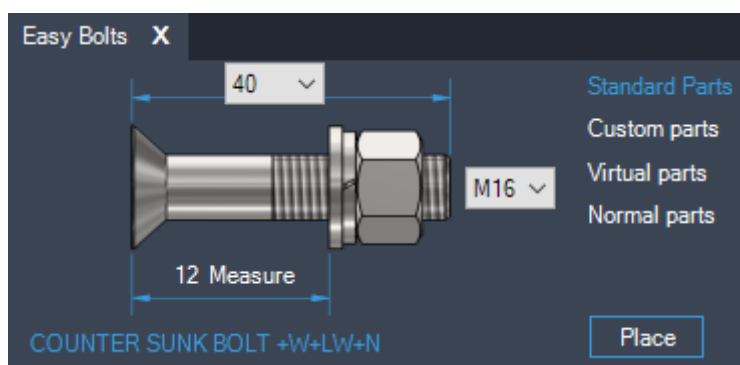 Easy Bolts X
40
Standard Parts
Custom parts
Virtual parts
M16
Normal parts
12 Measure
COUNTER SUNK BOLT +W+LW+N
Place